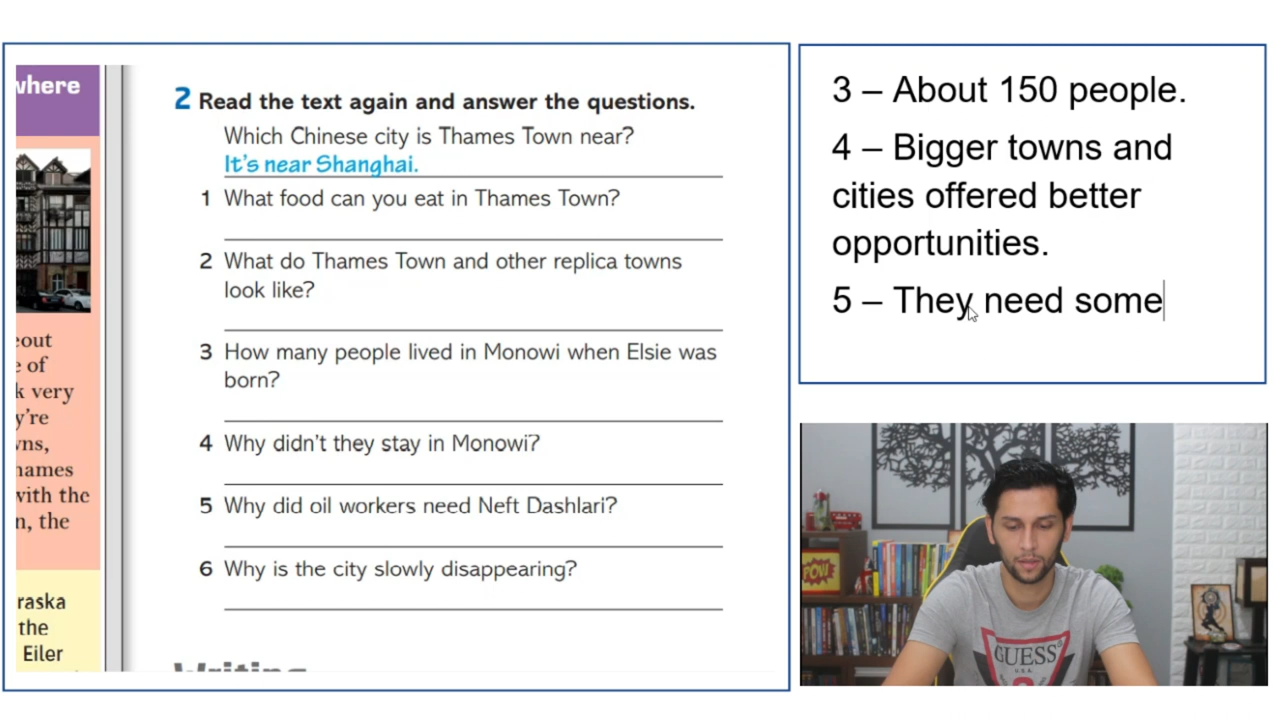 where
eout
e of
k very
y're
wns,
hames
with the
n, the
raska
the
Eiler
2 Read the text again and answer the questions.
Which Chinese city is Thames Town near?
It's near Shanghai.
1 What food can you eat in Thames Town?
2 What do Thames Town and other replica towns
look like?
3 How many people lived in Monowi when Elsie was
born?
4 Why didn't they stay in Monowi?
5 Why did oil workers need Neft Dashlari?
6 Why is the city slowly disappearing?
Writing
3 – About 150 people.
4 – Bigger towns and
cities offered better
opportunities.
5 – They need some
POW
GUESS
U.S.A.